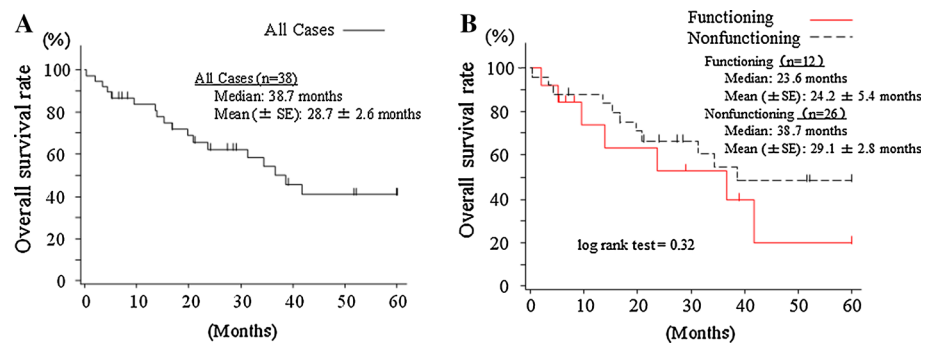 A
All Cases
(%)
Overall survival rate
100
80
60
40
20
0
All Cases (n=38)
Median: 38.7 months
Mean (± SE): 28.7 ± 2.6 months
0 10 20 30 40 50 60
(Months)
B
Functioning
Nonfunctioning
(%)
Overall survival rate
100
80
60
40
20
0
Functioning (n=12)
Median: 23.6 months
Mean (±SE): 24.2 ± 5.4 months
Nonfunctioning (n=26)
Median: 38.7 months
Mean (±SE): 29.1 ± 2.8 months
log rank test= 0.32
0 10 20 30 40 50 60
(Months)